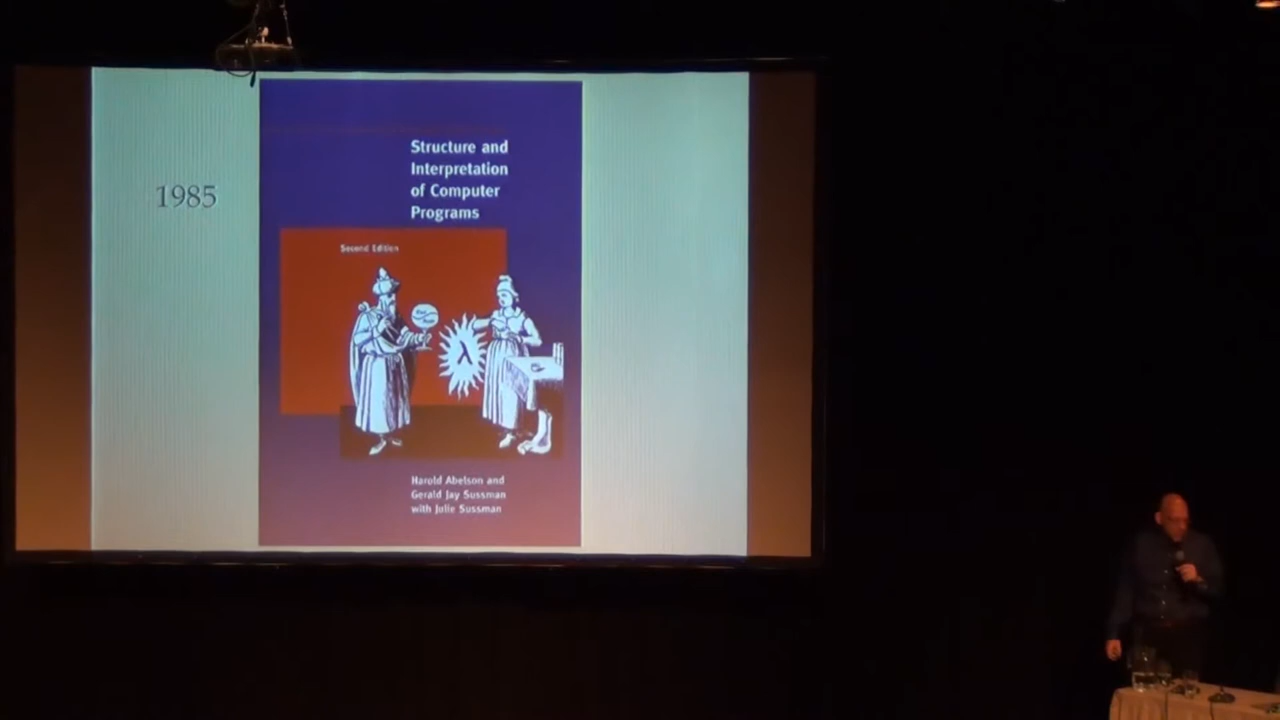 1985
Structure and
Interpretation
of Computer
Programs
Second Edition
λ
Harold Abelson and
Gerald Jay Sussman
with Julie Sussman